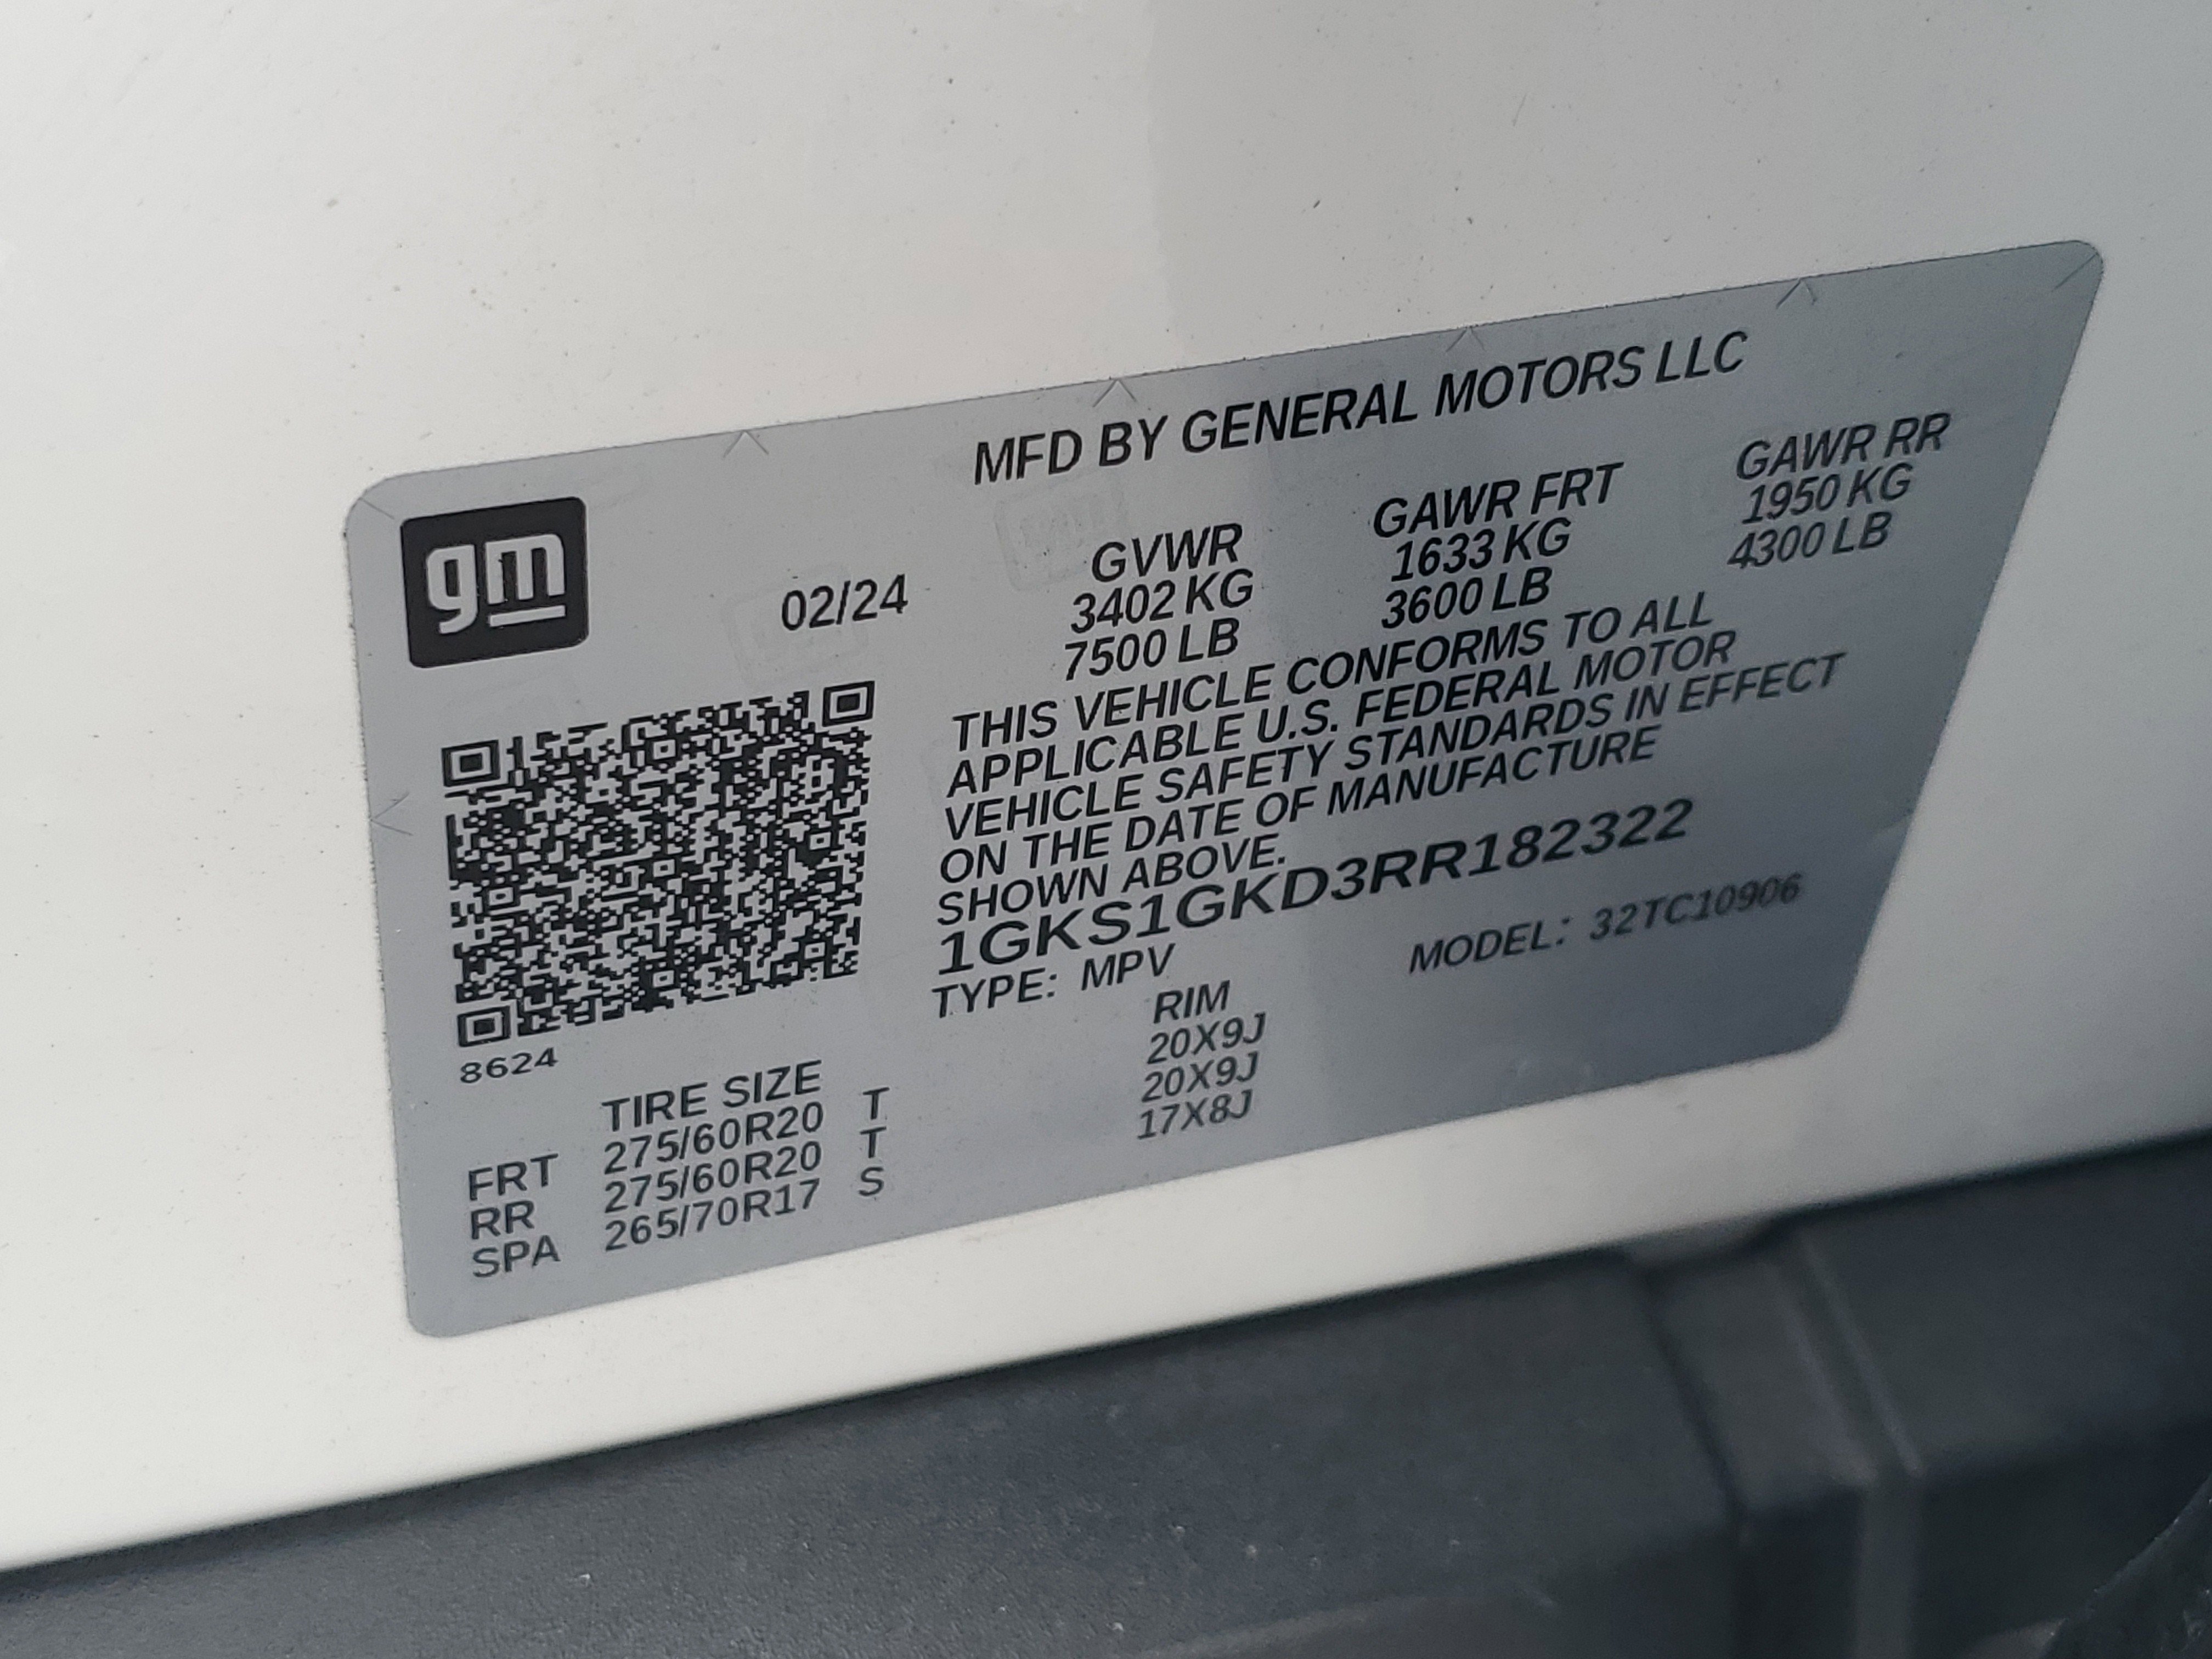 MFD BY GENERAL MOTORS LLC
gm
02/24
GVWR GAWR FRT GAWR RR
3402 KG 1633 KG 1950 KG
7500 LB 3600 LB 4300 LB
THIS VEHICLE CONFORMS TO ALL
APPLICABLE U.S. FEDERAL MOTOR
VEHICLE SAFETY STANDARDS IN EFFECT
ON THE DATE OF MANUFACTURE
SHOWN ABOVE.
1GKS1GKD3RR182322
TYPE: MPV MODEL: 32TC10906
8624
TIRE SIZE RIM
FRT 275/60R20 T 20X9J
RR 275/60R20 T 20X9J
SPA 265/70R17 S 17X8J